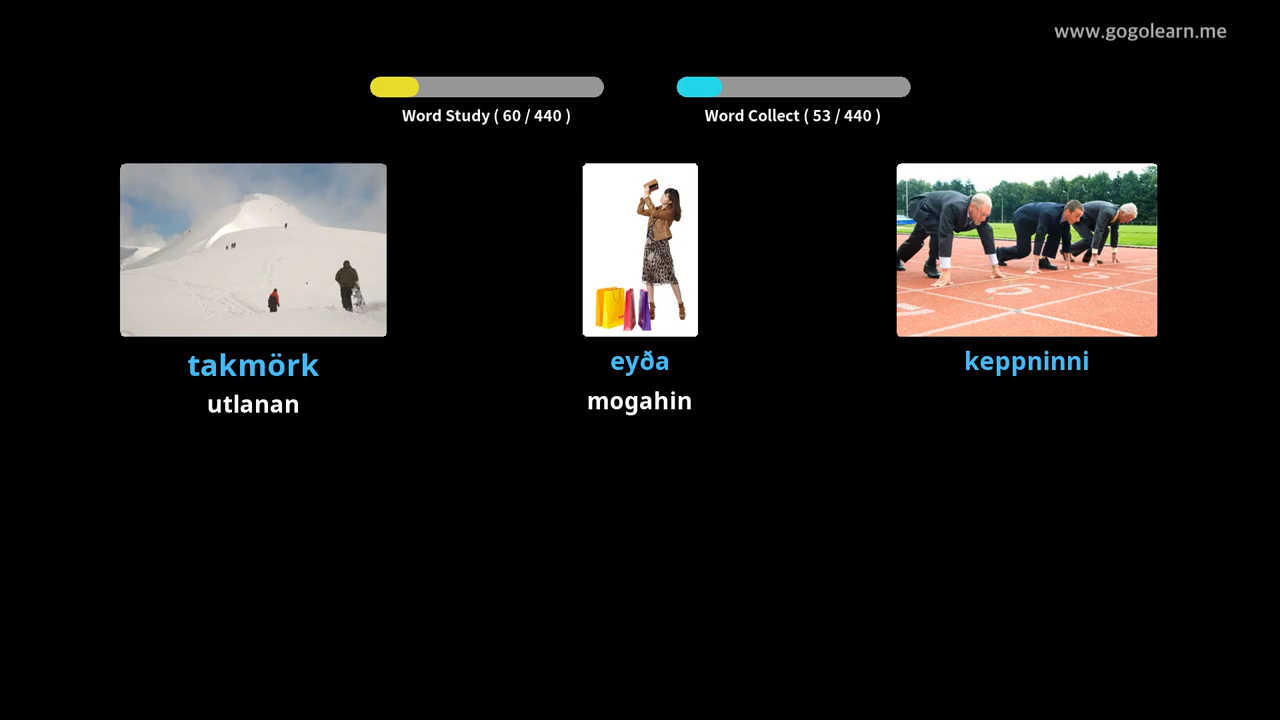 www.gogolearn.me
Word Study ( 60 / 440 )
Word Collect ( 53 / 440 )
takmörk
utlanan
eyða
mogahin
keppninni